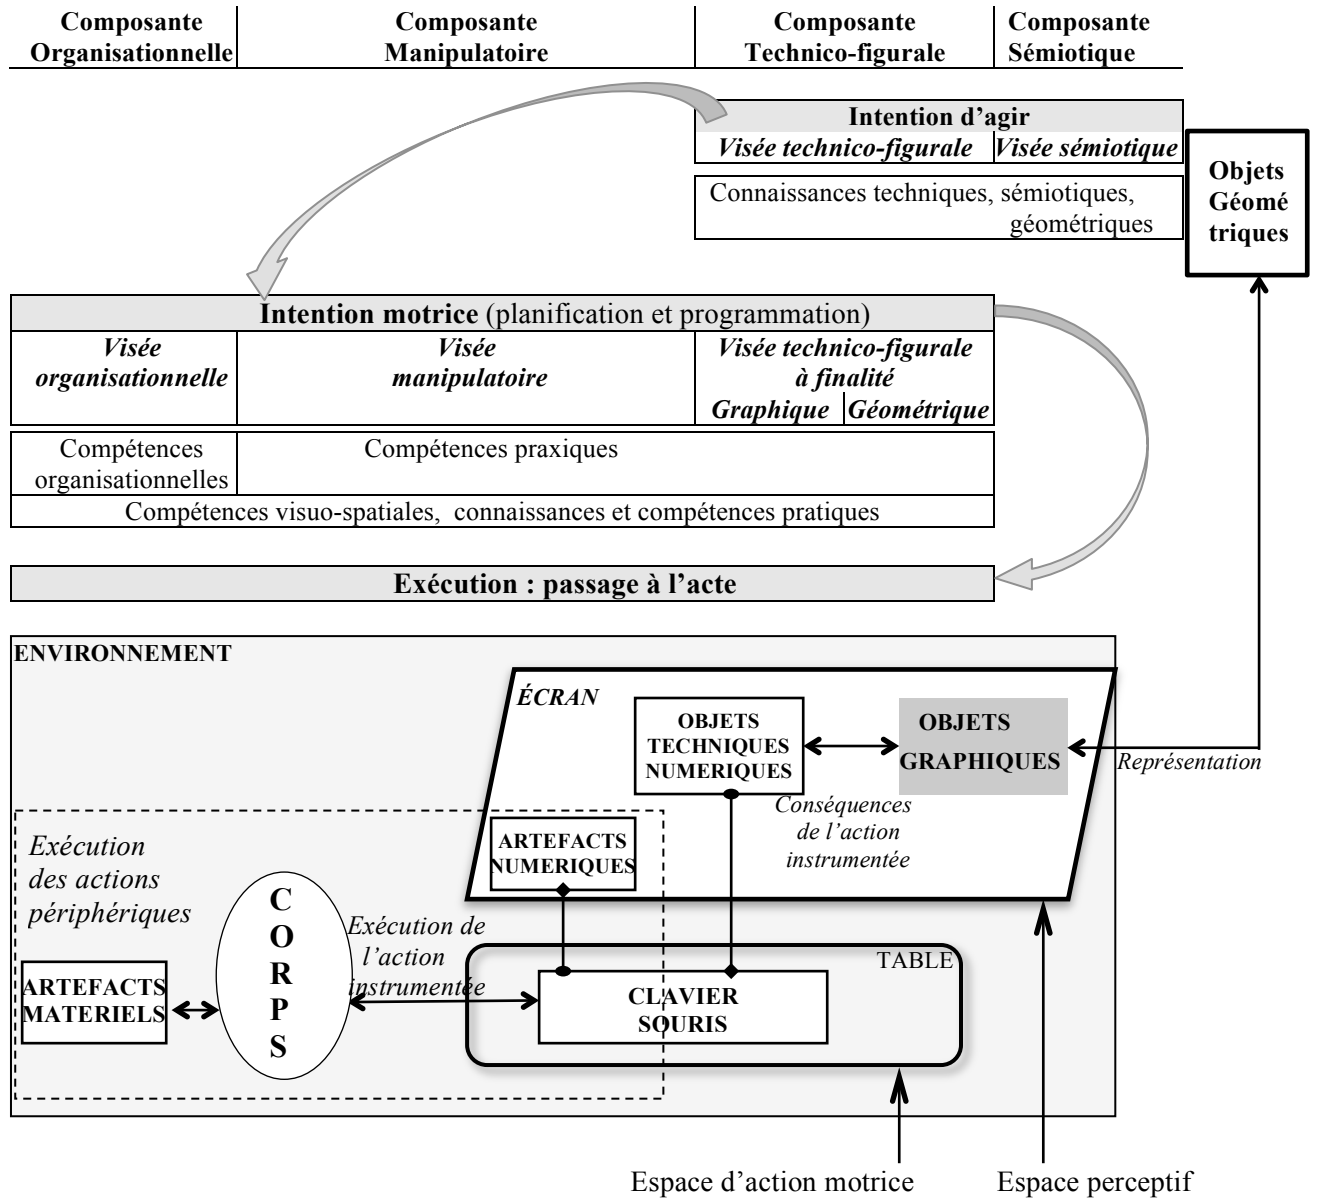 Composante
Organisationnelle
Composante
Manipulatoire
Composante
Technico-figurale
Composante
Sémiotique
Intention d'agir
Visée technico-figurale
Visée sémiotique
Connaissances techniques, sémiotiques,
géométriques
Objets
Géomé
triques
Intention motrice (planification et programmation)
Visée
organisationnelle
Visée
manipulatoire
Visée technico-figurale
à finalité
Graphique
Géométrique
Compétences
organisationnelles
Compétences praxiques
Compétences visuo-spatiales, connaissances et compétences pratiques
Exécution : passage à l'acte
ENVIRONNEMENT
ÉCRAN
OBJETS
TECHNIQUES
NUMERIQUES
OBJETS
GRAPHIQUES
Représentation
Conséquences
de l'action
instrumentée
ARTEFACTS
NUMERIQUES
Exécution
des actions
périphériques
CORPS
Exécution de
l'action
instrumentée
ARTEFACTS
MATERIELS
TABLE
CLAVIER
SOURIS
Espace d'action motrice
Espace perceptif